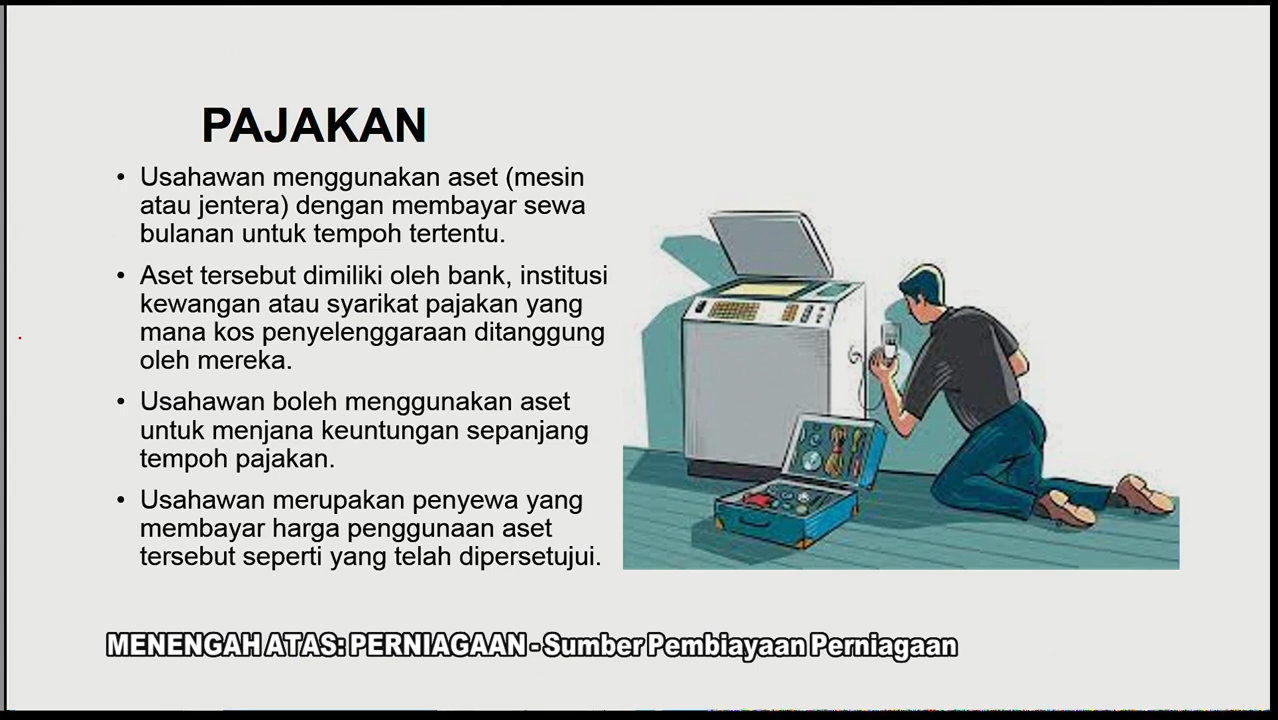 PAJAKAN
• Usahawan menggunakan aset (mesin
atau jentera) dengan membayar sewa
bulanan untuk tempoh tertentu.
• Aset tersebut dimiliki oleh bank, institusi
kewangan atau syarikat pajakan yang
mana kos penyelenggaraan ditanggung
oleh mereka.
• Usahawan boleh menggunakan aset
untuk menjana keuntungan sepanjang
tempoh pajakan.
• Usahawan merupakan penyewa yang
membayar harga penggunaan aset
tersebut seperti yang telah dipersetujui.
MENENGAH ATAS: PERNIAGAAN - Sumber Pembiayaan Perniagaan